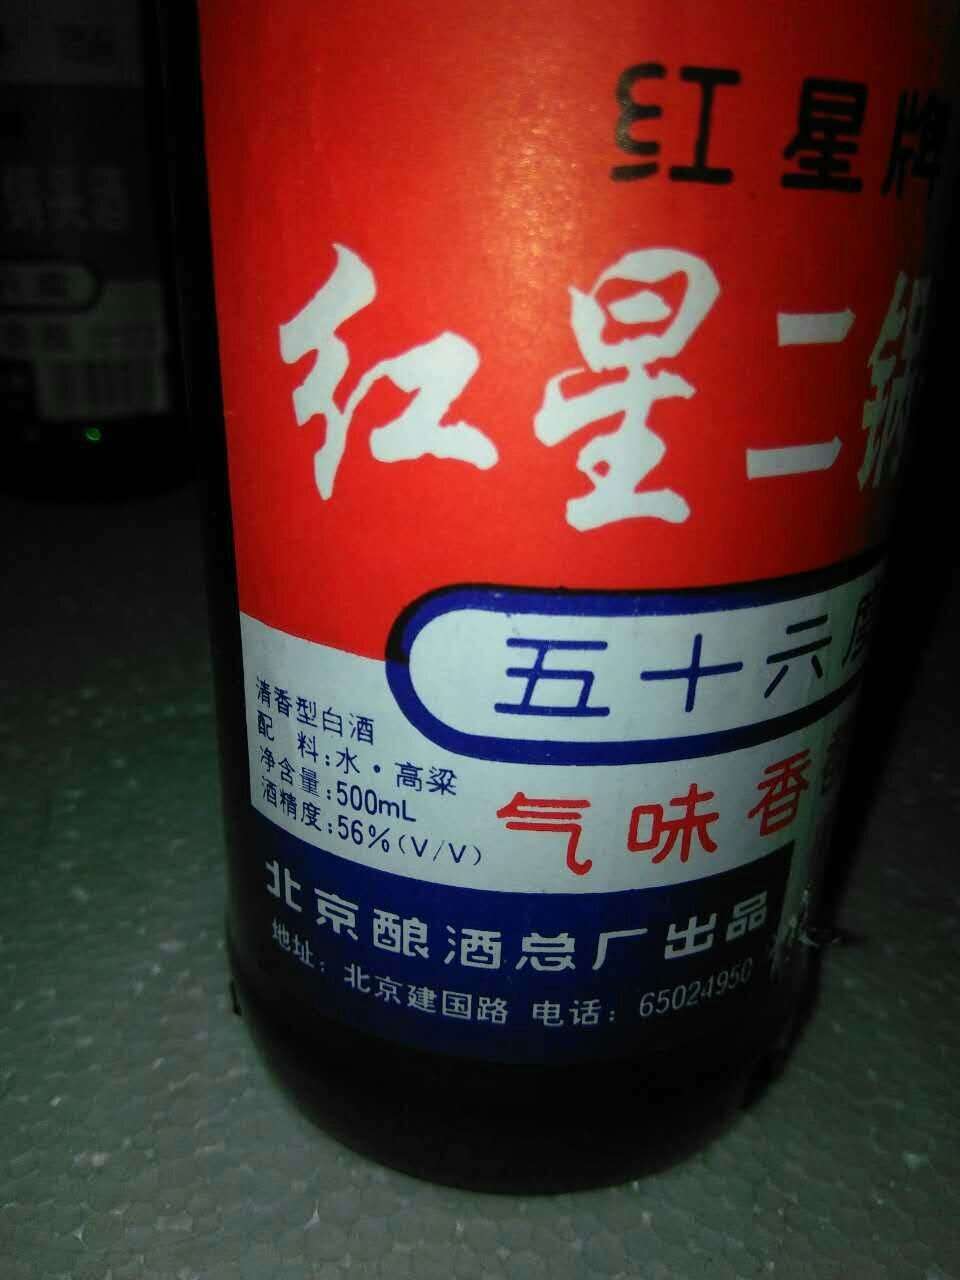 红星牌
红星二锅
五十六度
清香型白酒
配 料:水·高粱
净含量:500mL
酒精度:56%(V/V)
气味香
北京酿酒总厂出品
地址: 北京建国路 电话: 65024950